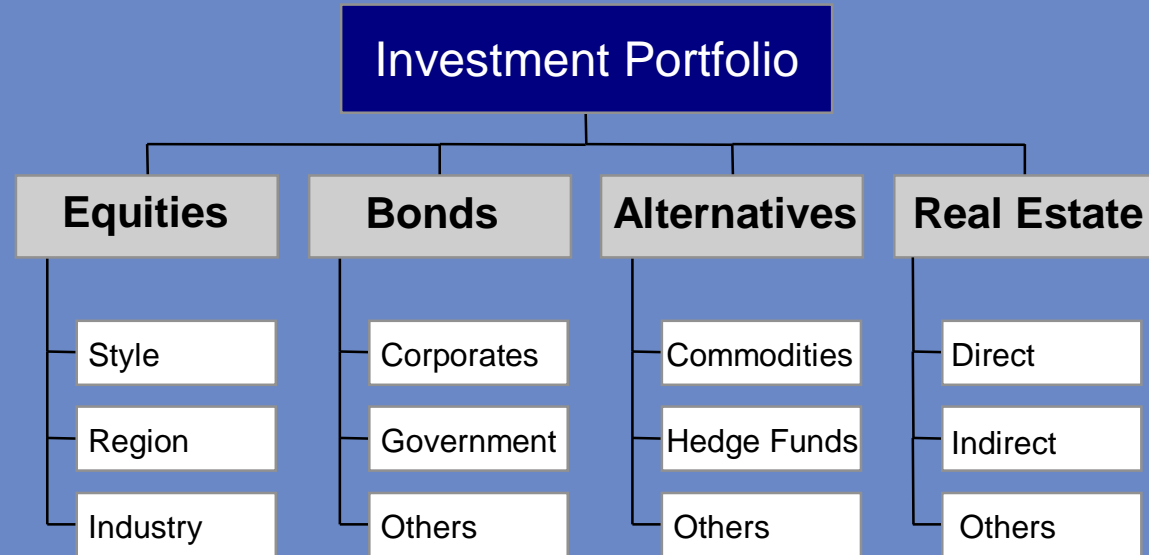 Investment Portfolio
Equities
Bonds
Alternatives
Real Estate
Style
Corporates
Commodities
Direct
Region
Government
Hedge Funds
Indirect
Industry
Others
Others
Others